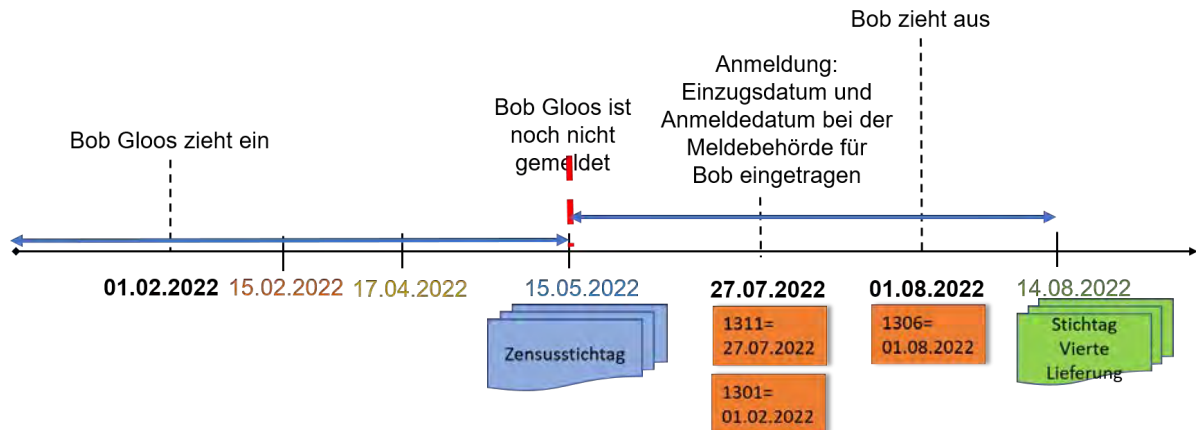 Bob zieht aus
Anmeldung:
Einzugsdatum und
Anmeldedatum bei der
Meldebehörde für
Bob eingetragen
Bob Gloos ist
noch nicht
gemeldet
Bob Gloos zieht ein
01.02.2022
15.02.2022
17.04.2022
15.05.2022
27.07.2022
01.08.2022
14.08.2022
Zensusstichtag
1311=
27.07.2022
1301=
01.02.2022
1306=
01.08.2022
Stichtag
Vierte
Lieferung